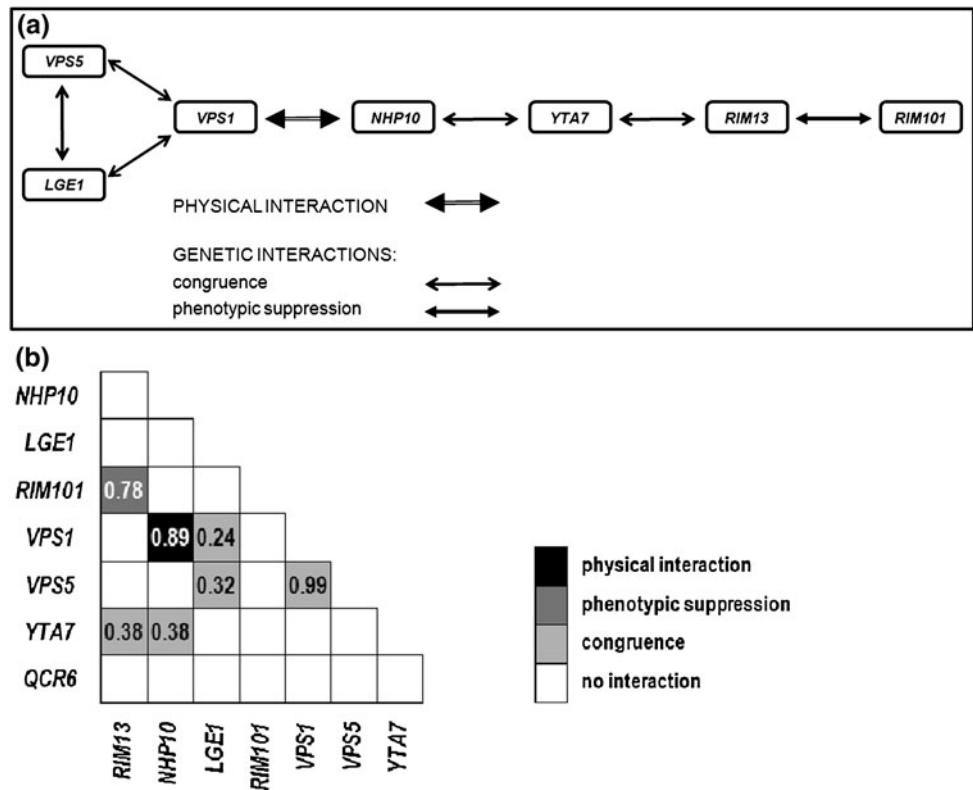 (a)
VPS5
VPS1 NHP10 YTA7 RIM13 RIM101
LGE1
PHYSICAL INTERACTION
GENETIC INTERACTIONS:
congruence
phenotypic suppression
(b)
NHP10
LGE1
RIM101 0.78
VPS1 0.89 0.24
VPS5 0.32 0.99
YTA7 0.38 0.38
QCR6
RIM13 NHP10 LGE1 RIM101 VPS1 VPS5 YTA7
physical interaction
phenotypic suppression
congruence
no interaction